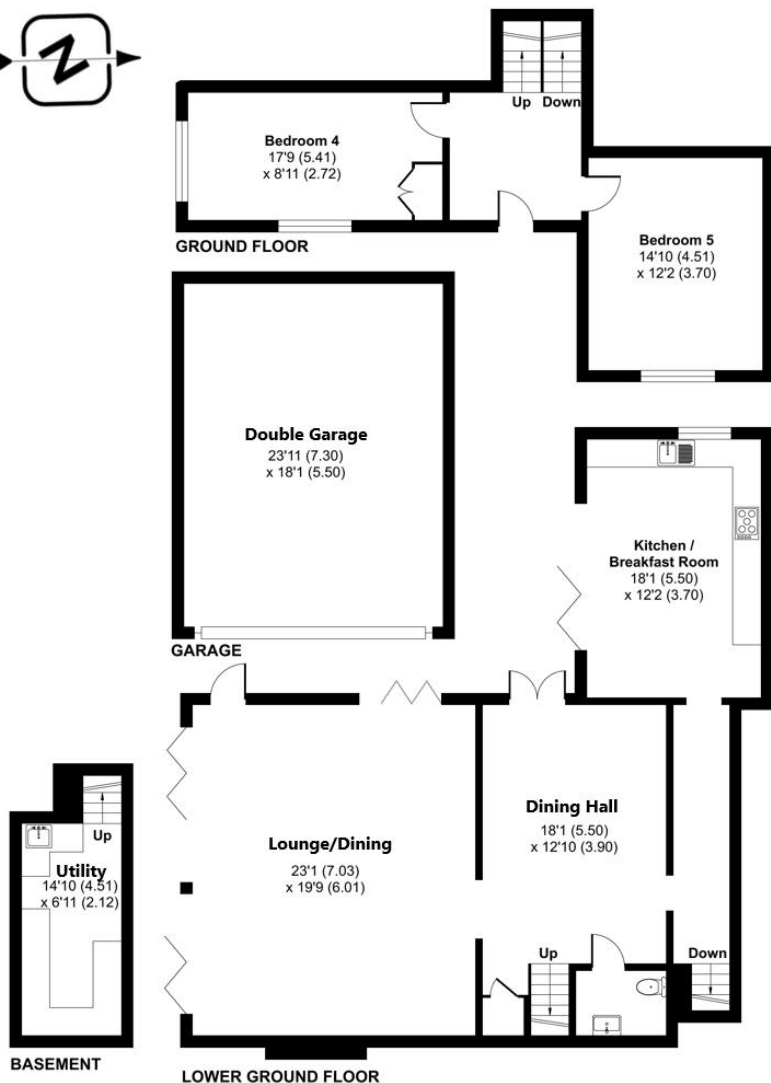 N
Up Down
Bedroom 4
17'9 (5.41)
x 8'11 (2.72)
GROUND FLOOR
Bedroom 5
14'10 (4.51)
x 12'2 (3.70)
Double Garage
23'11 (7.30)
x 18'1 (5.50)
GARAGE
Kitchen /
Breakfast Room
18'1 (5.50)
x 12'2 (3.70)
Up
Utility
14'10 (4.51)
x 6'11 (2.12)
BASEMENT
Lounge/Dining
23'1 (7.03)
x 19'9 (6.01)
Dining Hall
18'1 (5.50)
x 12'10 (3.90)
Up
Down
LOWER GROUND FLOOR